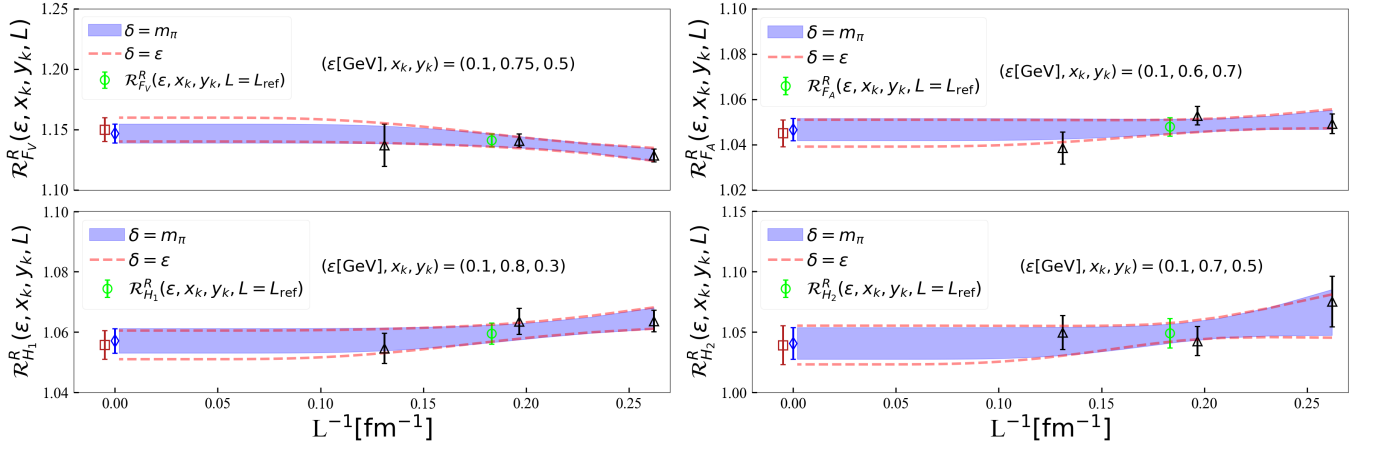 1.25
1.20
1.15
1.10
R^R_{F_V}(ε, x_k, y_k, L)
δ = m_π
δ = ε
R^R_{F_V}(ε, x_k, y_k, L = L_ref)
(ε[GeV], x_k, y_k) = (0.1, 0.75, 0.5)
1.10
1.08
1.06
1.04
1.02
R^R_{F_A}(ε, x_k, y_k, L)
δ = m_π
δ = ε
R^R_{F_A}(ε, x_k, y_k, L = L_ref)
(ε[GeV], x_k, y_k) = (0.1, 0.6, 0.7)
1.10
1.08
1.06
1.04
R^R_{H_1}(ε, x_k, y_k, L)
δ = m_π
δ = ε
R^R_{H_1}(ε, x_k, y_k, L = L_ref)
(ε[GeV], x_k, y_k) = (0.1, 0.8, 0.3)
0.00 0.05 0.10 0.15 0.20 0.25
L^{-1}[fm^{-1}]
1.15
1.10
1.05
1.00
R^R_{H_2}(ε, x_k, y_k, L)
δ = m_π
δ = ε
R^R_{H_2}(ε, x_k, y_k, L = L_ref)
(ε[GeV], x_k, y_k) = (0.1, 0.7, 0.5)
0.00 0.05 0.10 0.15 0.20 0.25
L^{-1}[fm^{-1}]